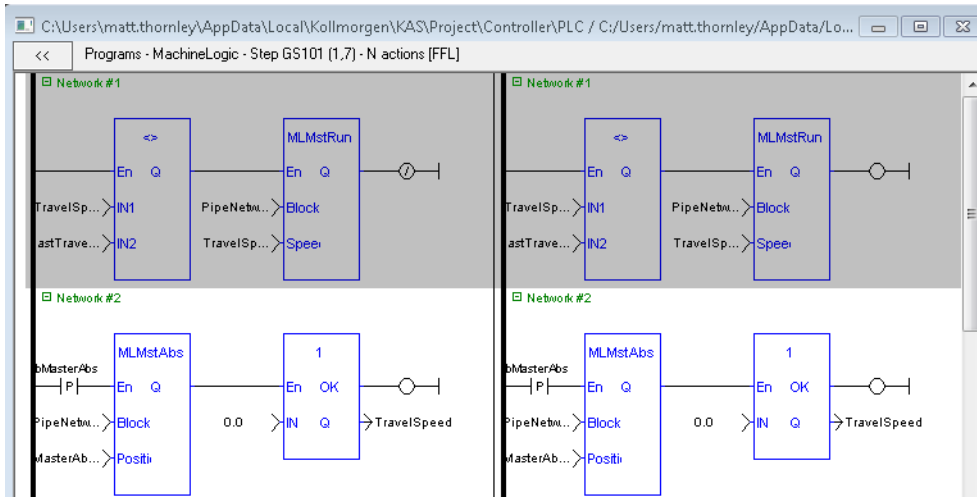 C:\Users\matt.thornley\AppData\Local\Kollmorgen\KAS\Project\Controller\PLC / C:/Users/matt.thornley/AppData/Lo...
<< Programs - MachineLogic - Step GS101 (1,7) - N actions [FFL]
Network #1
<> MLMstRun
En Q En Q
TravelSp... IN1 PipeNetw... Block
astTrave... IN2 TravelSp... Spee
Network #2
MLMstAbs 1
bMasterAbs
P En Q En OK
PipeNetw... Block 0.0 IN Q TravelSpeed
MasterAb... Positi
Network #1
<> MLMstRun
En Q En Q
TravelSp... IN1 PipeNetw... Block
astTrave... IN2 TravelSp... Spee
Network #2
MLMstAbs 1
bMasterAbs
P En Q En OK
PipeNetw... Block 0.0 IN Q TravelSpeed
MasterAb... Positi